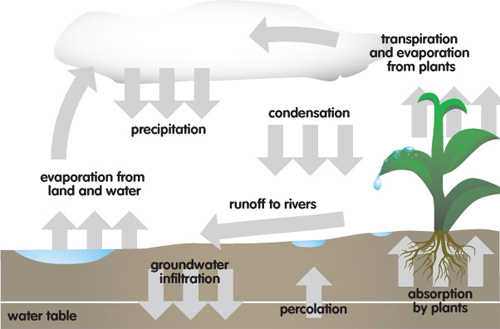 transpiration
and evaporation
from plants
precipitation
condensation
evaporation from
land and water
runoff to rivers
groundwater
infiltration
water table
percolation
absorption
by plants